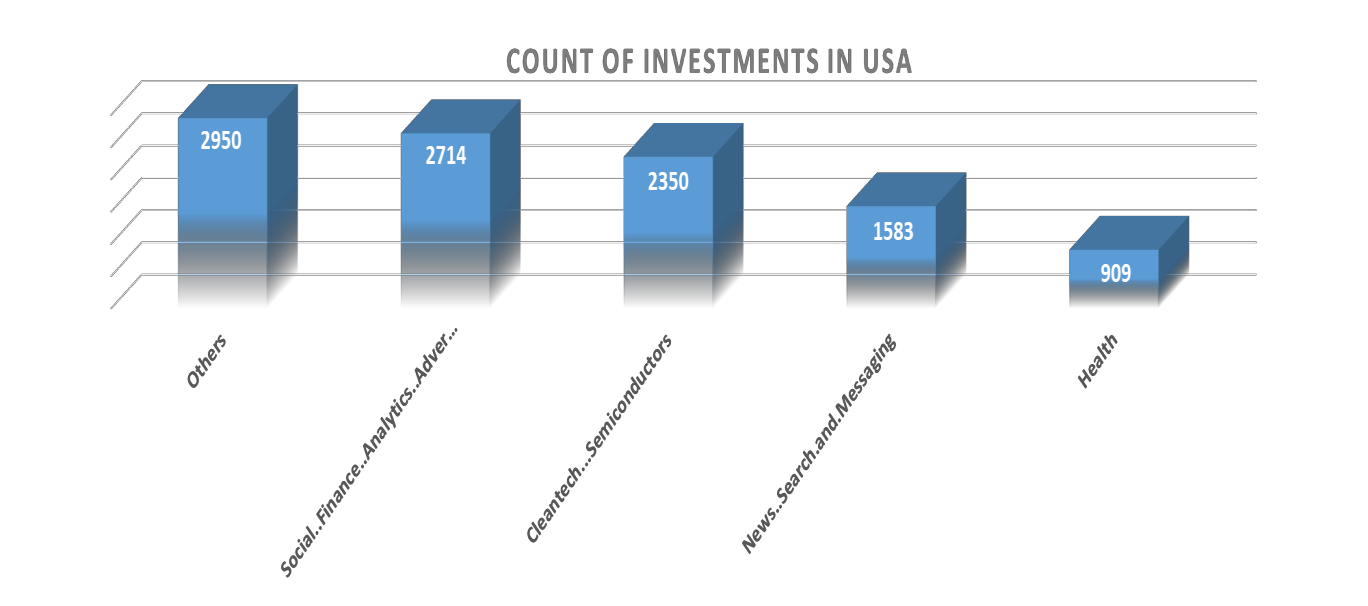 COUNT OF INVESTMENTS IN USA
2950
2714
2350
1583
909
Others
Social..Finance..Analytics..Adver...
Cleantech...Semiconductors
News..Search.and.Messaging
Health